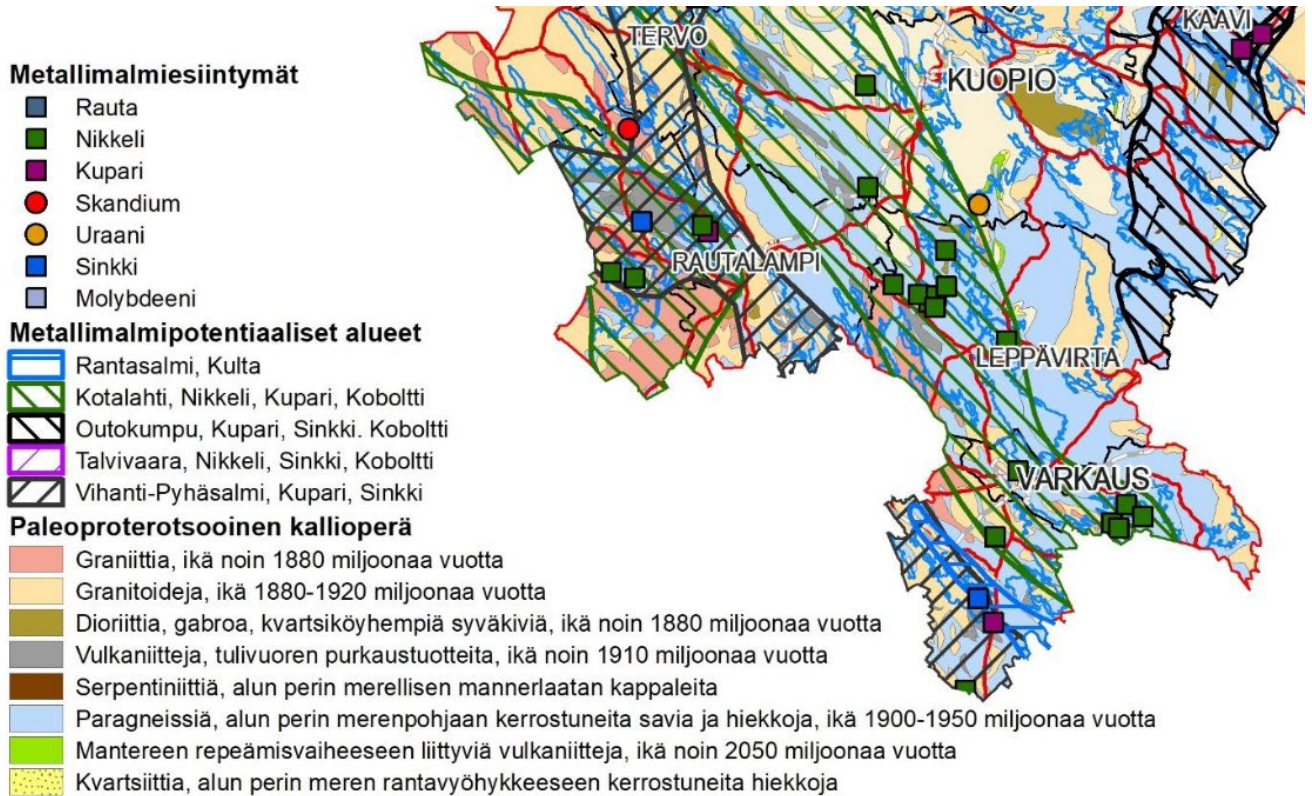 TERVO
KAAVI
KUOPIO
RAUTALAMPI
LEPPÄVIRTA
VARKAUS
Metallimalmiesiintymät
Rauta
Nikkeli
Kupari
Skandium
Uraani
Sinkki
Molybdeeni
Metallimalmipotentiaaliset alueet
Rantasalmi, Kulta
Kotalahti, Nikkeli, Kupari, Koboltti
Outokumpu, Kupari, Sinkki. Koboltti
Talvivaara, Nikkeli, Sinkki, Koboltti
Vihanti-Pyhäsalmi, Kupari, Sinkki
Paleoproterotsooinen kallioperä
Graniittia, ikä noin 1880 miljoonaa vuotta
Granitoideja, ikä 1880-1920 miljoonaa vuotta
Dioriittia, gabroa, kvartsiköyhempiä syväkiviä, ikä noin 1880 miljoonaa vuotta
Vulkaniitteja, tulivuoren purkaustuotteita, ikä noin 1910 miljoonaa vuotta
Serpentiniittiä, alun perin merellisen mannerlaatan kappaleita
Paragneissiä, alun perin merenpohjaan kerrostuneita savia ja hiekkoja, ikä 1900-1950 miljoonaa vuotta
Mantereen repeämisvaiheeseen liittyviä vulkaniitteja, ikä noin 2050 miljoonaa vuotta
Kvartsiittia, alun perin meren rantavyöhykkeeseen kerrostuneita hiekkoja